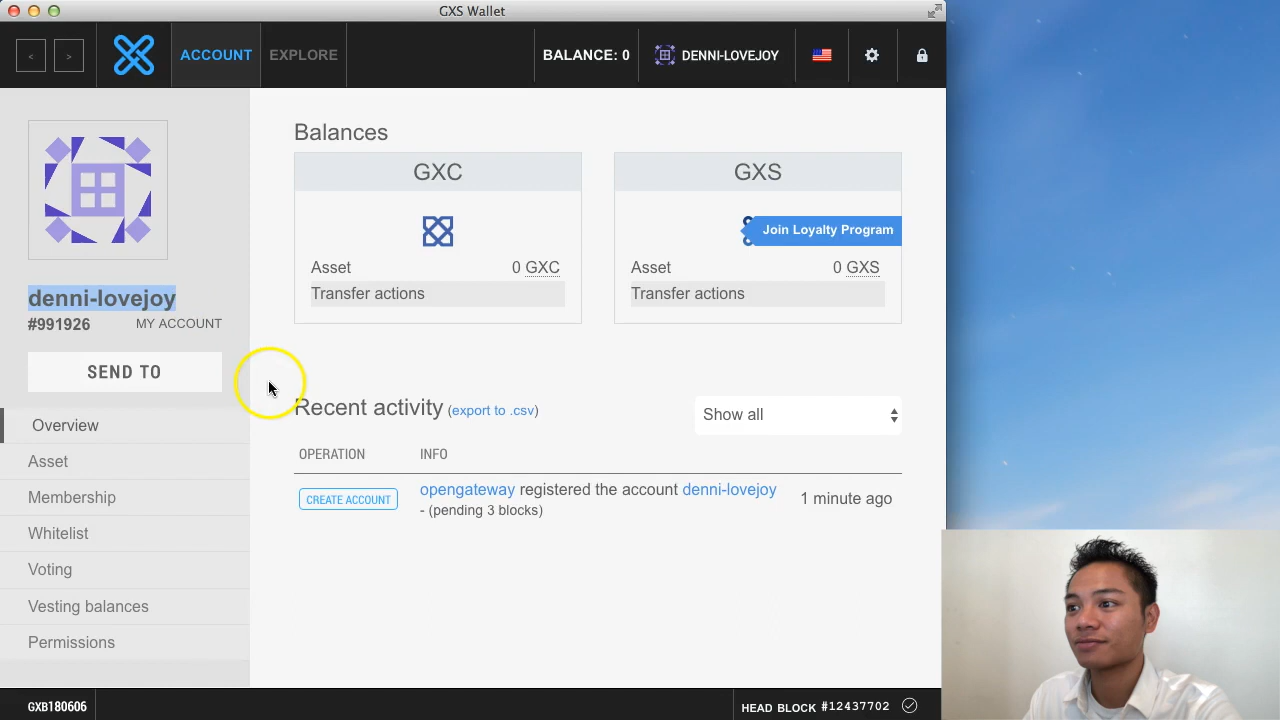 GXS Wallet
< > ACCOUNT EXPLORE BALANCE: 0 DENNI-LOVEJOY
denni-lovejoy
#991926 MY ACCOUNT
SEND TO
Overview
Asset
Membership
Whitelist
Voting
Vesting balances
Permissions
Balances
GXC
Asset 0 GXC
Transfer actions
GXS
Join Loyalty Program
Asset 0 GXS
Transfer actions
Recent activity (export to .csv) Show all
OPERATION INFO
CREATE ACCOUNT opengateway registered the account denni-lovejoy 1 minute ago
- (pending 3 blocks)
GXB180606 HEAD BLOCK #12437702